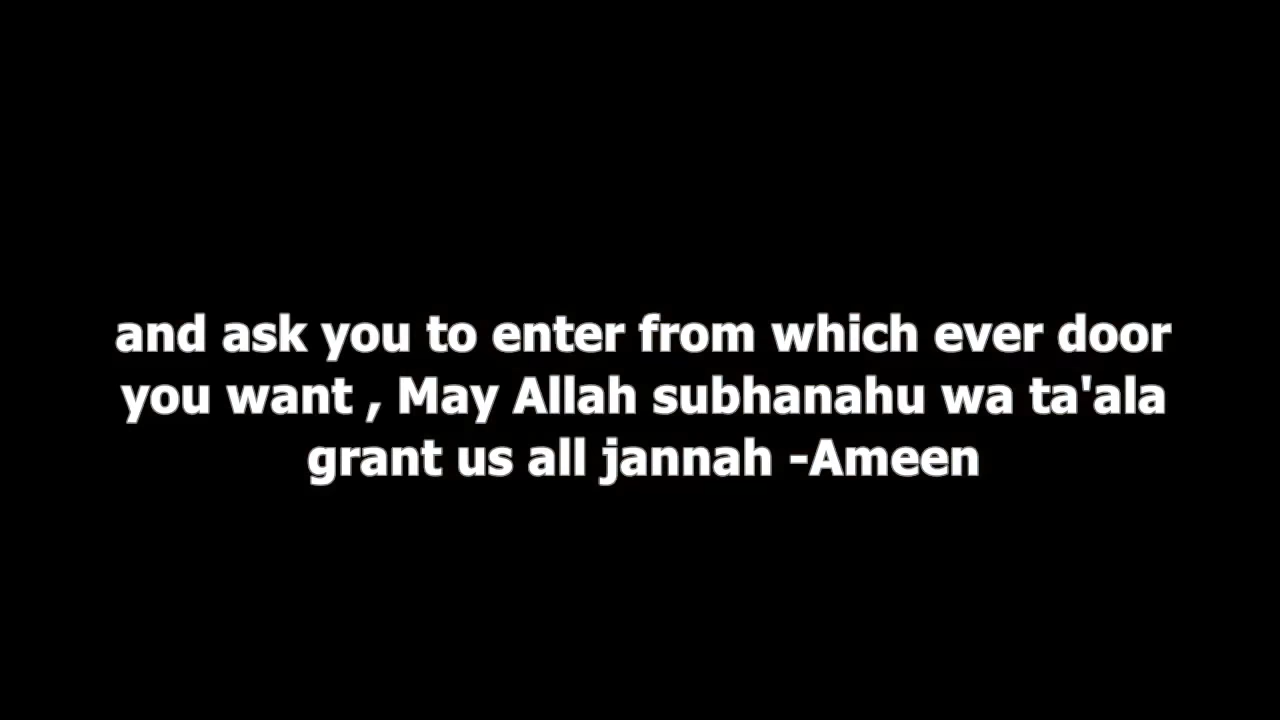 and ask you to enter from which ever door
you want , May Allah subhanahu wa ta'ala
grant us all jannah -Ameen